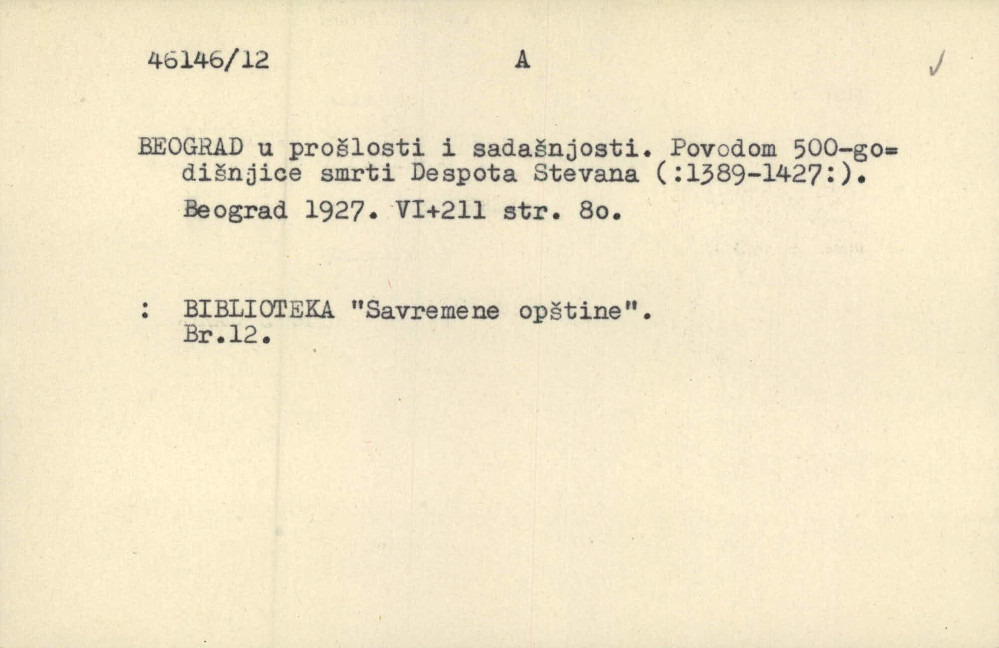 46146/12 A
BEOGRAD u prošlosti i sadašnjosti. Povodom 500-go=
dišnjice smrti Despota Stevana (:1389-1427:).
Beograd 1927. VI+211 str. 8o.
: BIBLIOTEKA "Savremene opštine".
Br.12.